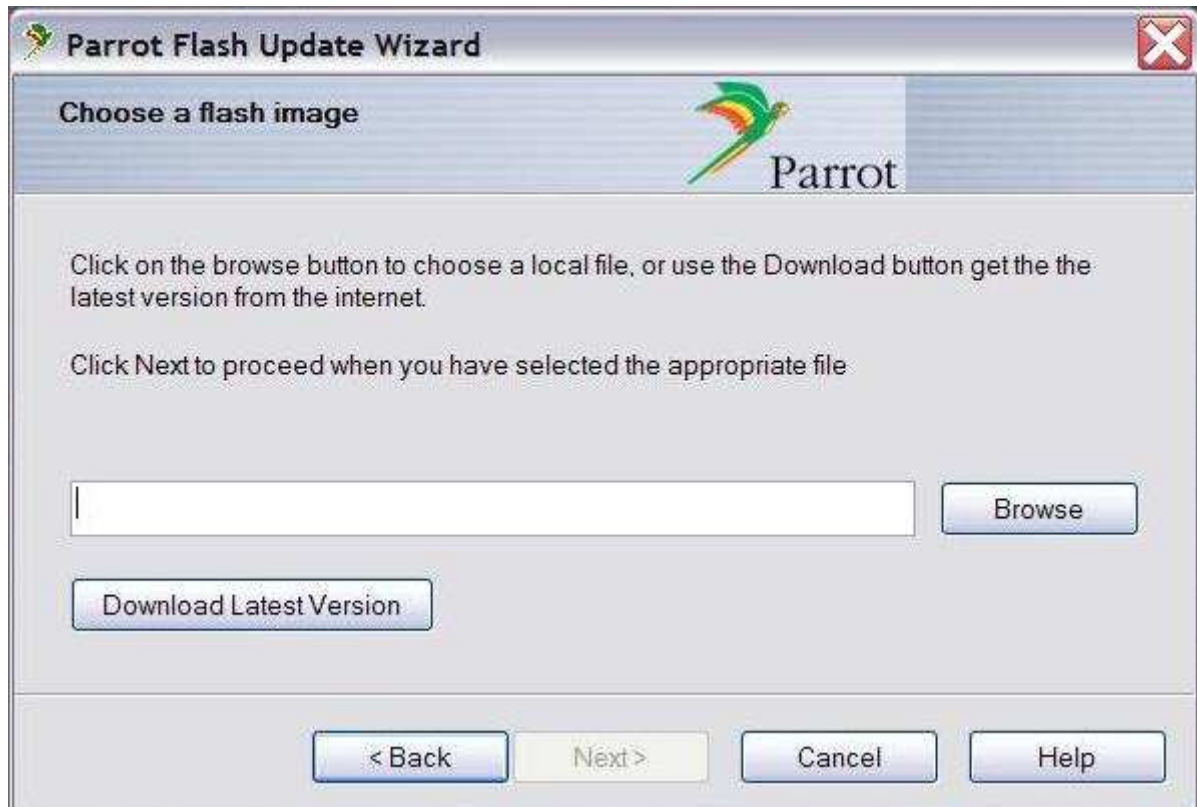 Parrot Flash Update Wizard
Choose a flash image
Parrot
Click on the browse button to choose a local file, or use the Download button get the the
latest version from the internet.
Click Next to proceed when you have selected the appropriate file
Browse
Download Latest Version
< Back
Next >
Cancel
Help